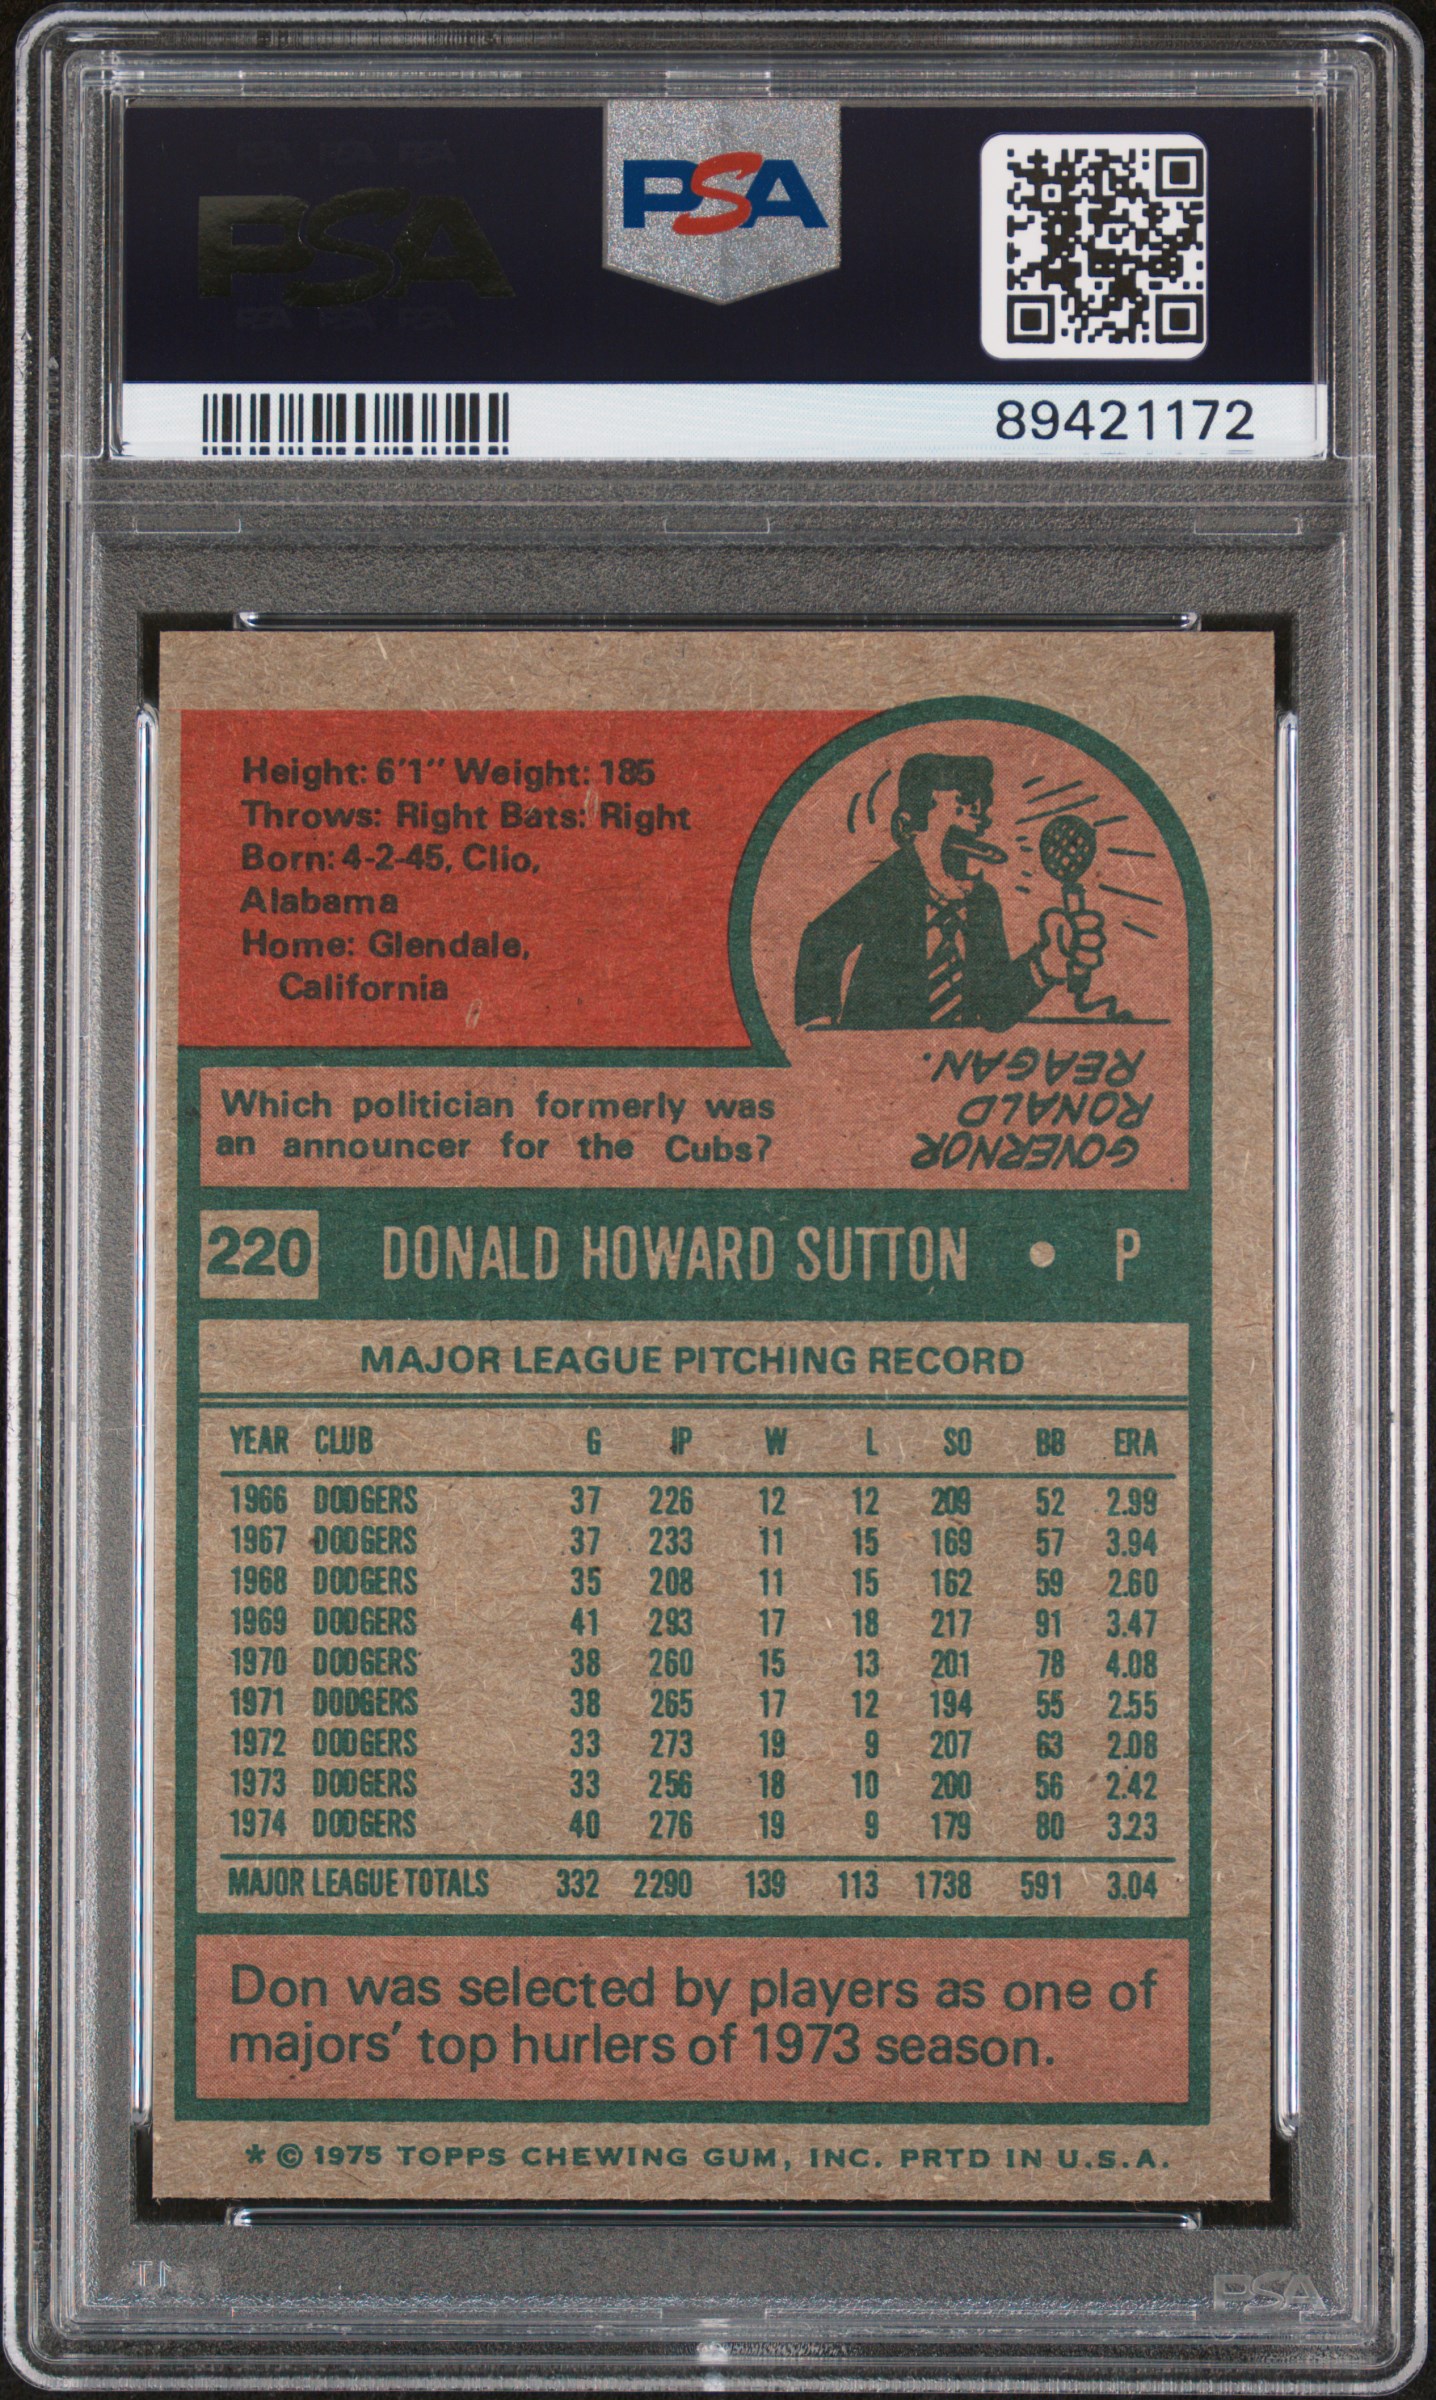 PSA
PSA
89421172
Height: 6'1" Weight: 185
Throws: Right Bats: Right
Born: 4-2-45, Clio,
Alabama
Home: Glendale,
California
Which politician formerly was
an announcer for the Cubs?
GOVERNOR
RONALD
REAGAN.
220 DONALD HOWARD SUTTON • P
MAJOR LEAGUE PITCHING RECORD
YEAR CLUB G IP W L SO BB ERA
1966 DODGERS 37 226 12 12 209 52 2.99
1967 DODGERS 37 233 11 15 169 57 3.94
1968 DODGERS 35 208 11 15 162 59 2.60
1969 DODGERS 41 293 17 18 217 91 3.47
1970 DODGERS 38 260 15 13 201 78 4.08
1971 DODGERS 38 265 17 12 194 55 2.55
1972 DODGERS 33 273 19 9 207 63 2.08
1973 DODGERS 33 256 18 10 200 56 2.42
1974 DODGERS 40 276 19 9 179 80 3.23
MAJOR LEAGUE TOTALS 332 2290 139 113 1738 591 3.04
Don was selected by players as one of
majors' top hurlers of 1973 season.
* © 1975 TOPPS CHEWING GUM, INC. PRTD IN U.S.A.
PSA